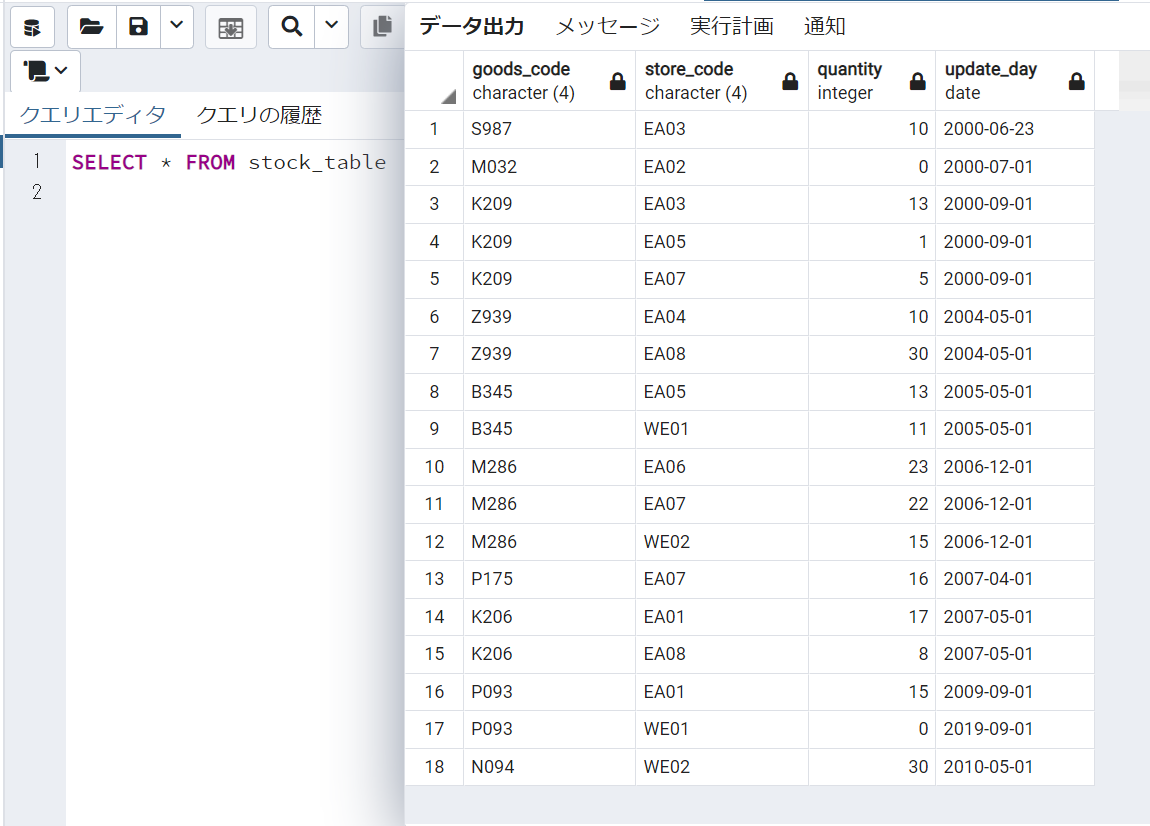 クエリエディタ クエリの履歴
1 SELECT * FROM stock_table
2
データ出力 メッセージ 実行計画 通知
goods_code store_code quantity update_day
character (4) character (4) integer date
1 S987 EA03 10 2000-06-23
2 M032 EA02 0 2000-07-01
3 K209 EA03 13 2000-09-01
4 K209 EA05 1 2000-09-01
5 K209 EA07 5 2000-09-01
6 Z939 EA04 10 2004-05-01
7 Z939 EA08 30 2004-05-01
8 B345 EA05 13 2005-05-01
9 B345 WE01 11 2005-05-01
10 M286 EA06 23 2006-12-01
11 M286 EA07 22 2006-12-01
12 M286 WE02 15 2006-12-01
13 P175 EA07 16 2007-04-01
14 K206 EA01 17 2007-05-01
15 K206 EA08 8 2007-05-01
16 P093 EA01 15 2009-09-01
17 P093 WE01 0 2019-09-01
18 N094 WE02 30 2010-05-01